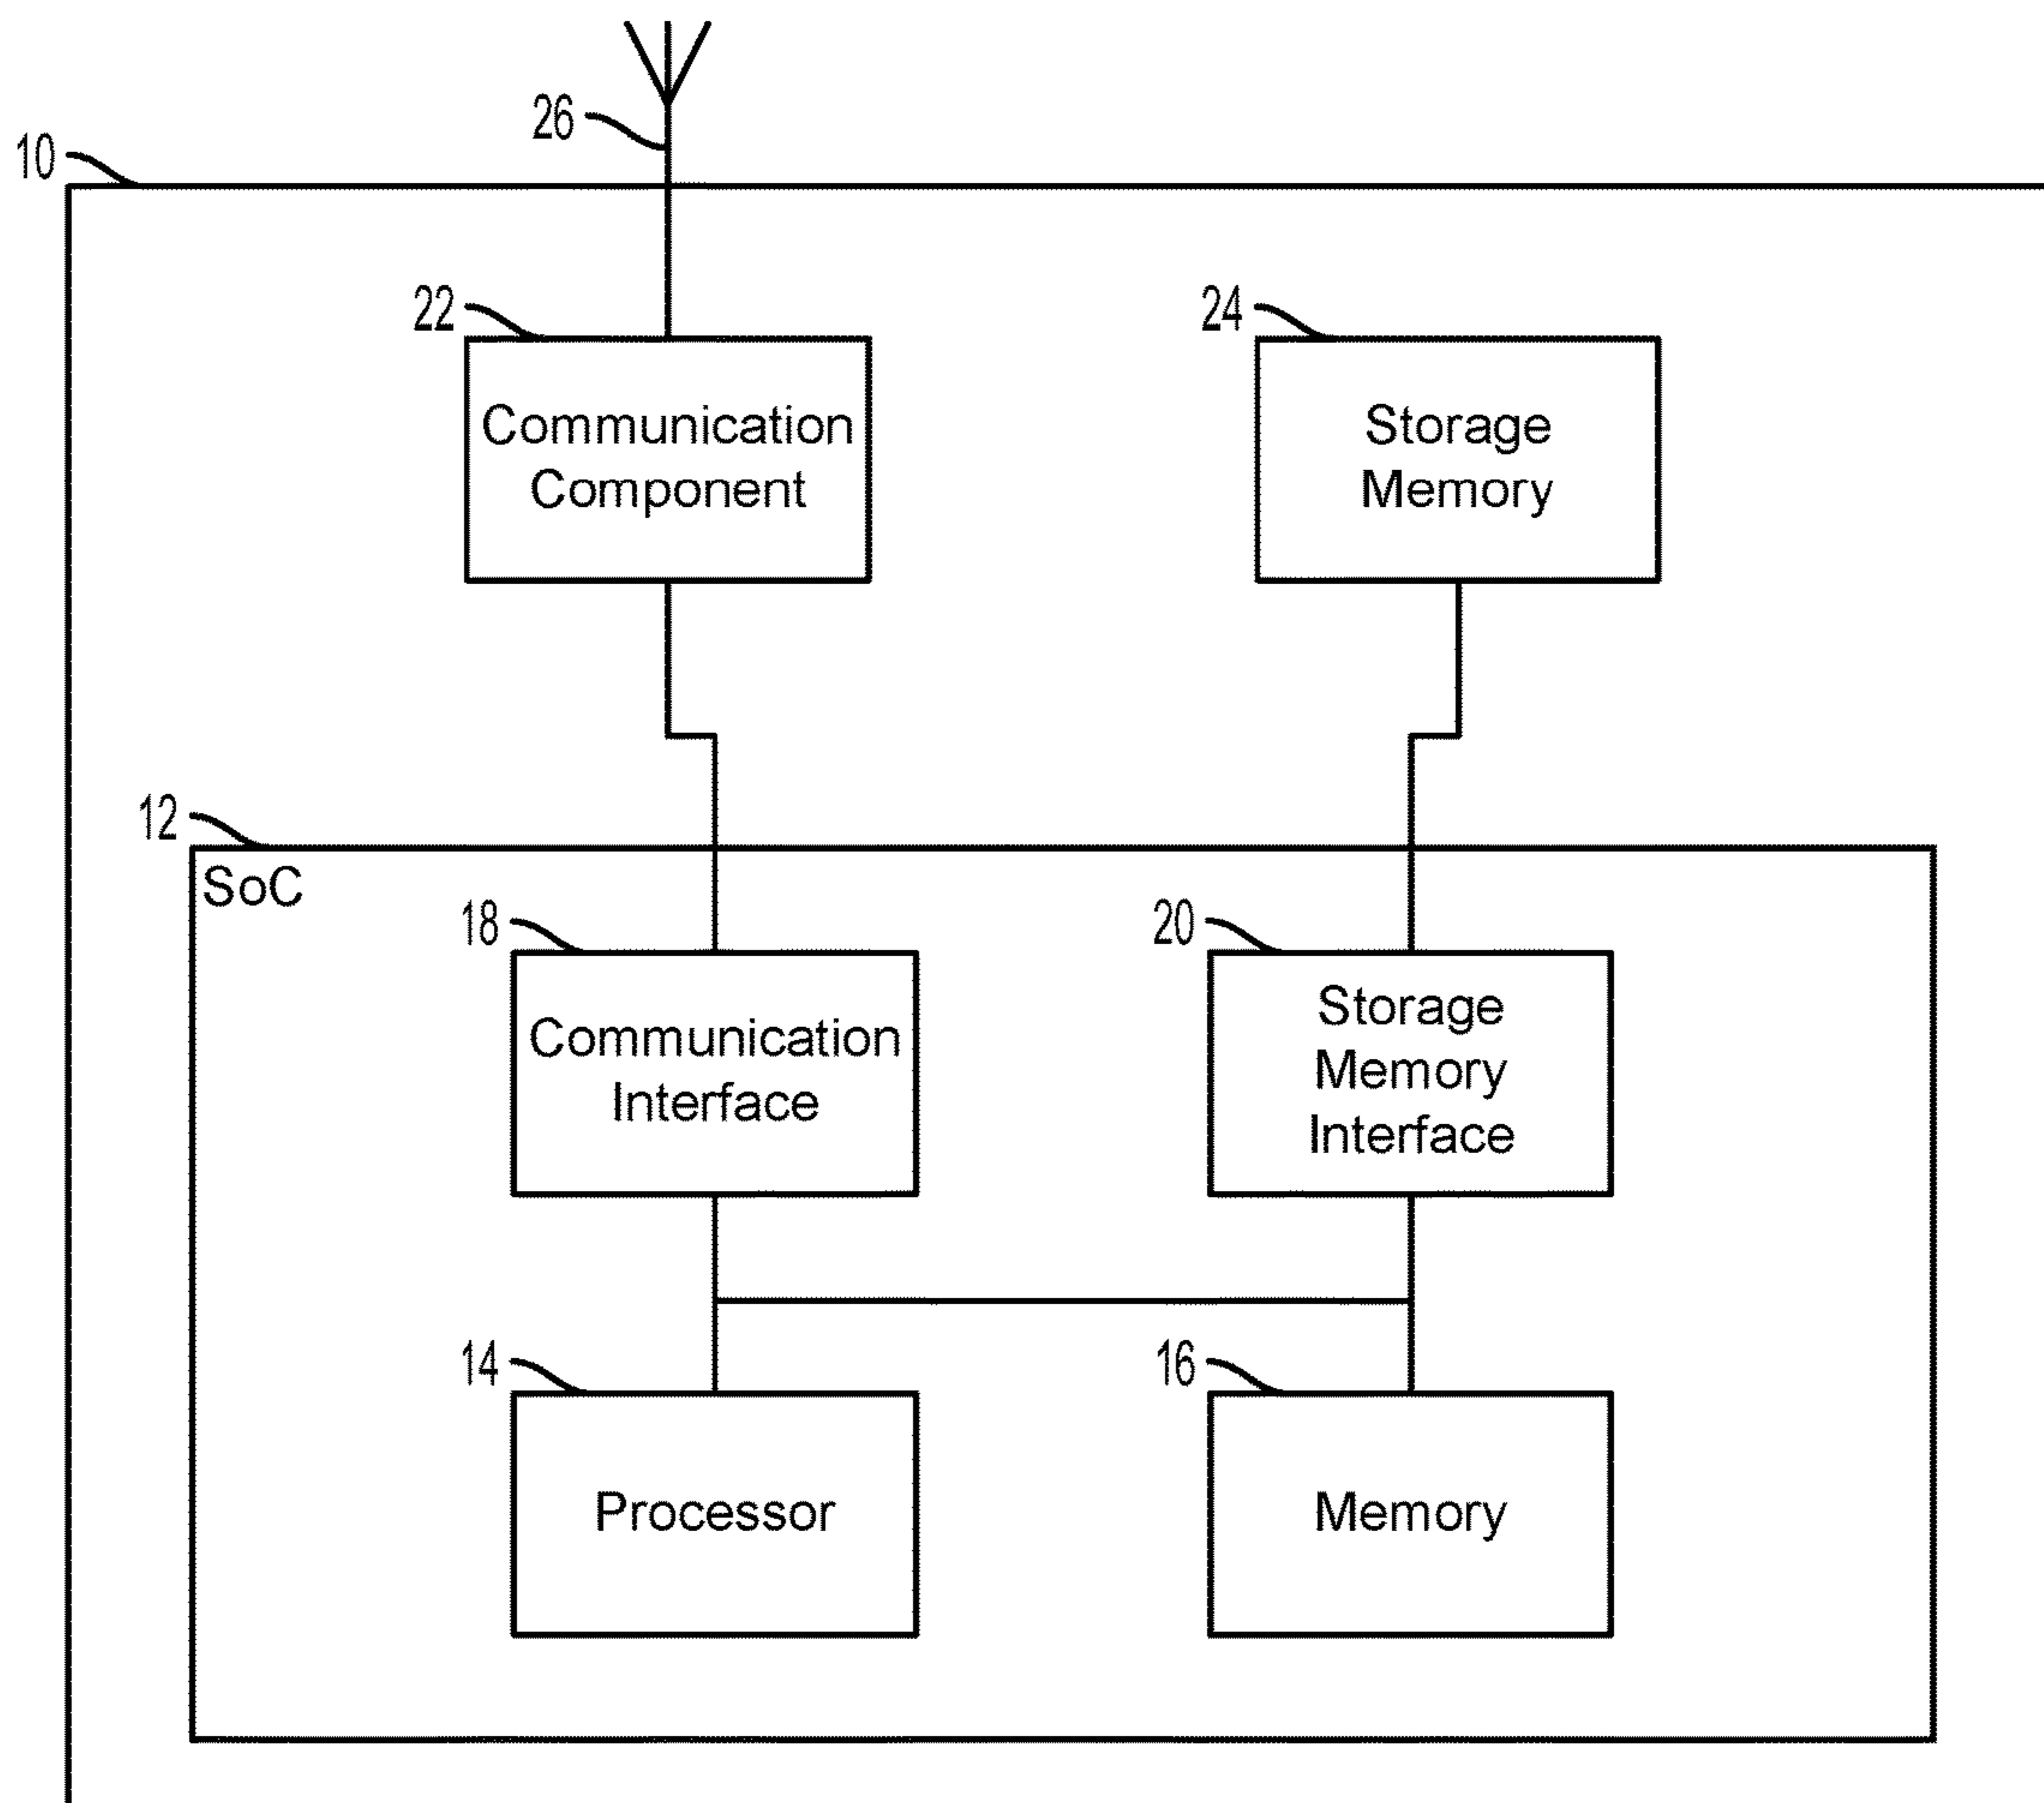 26
10
22
24
Communication
Component
Storage
Memory
12
SoC
18
20
Communication
Interface
Storage
Memory
Interface
14
16
Processor
Memory